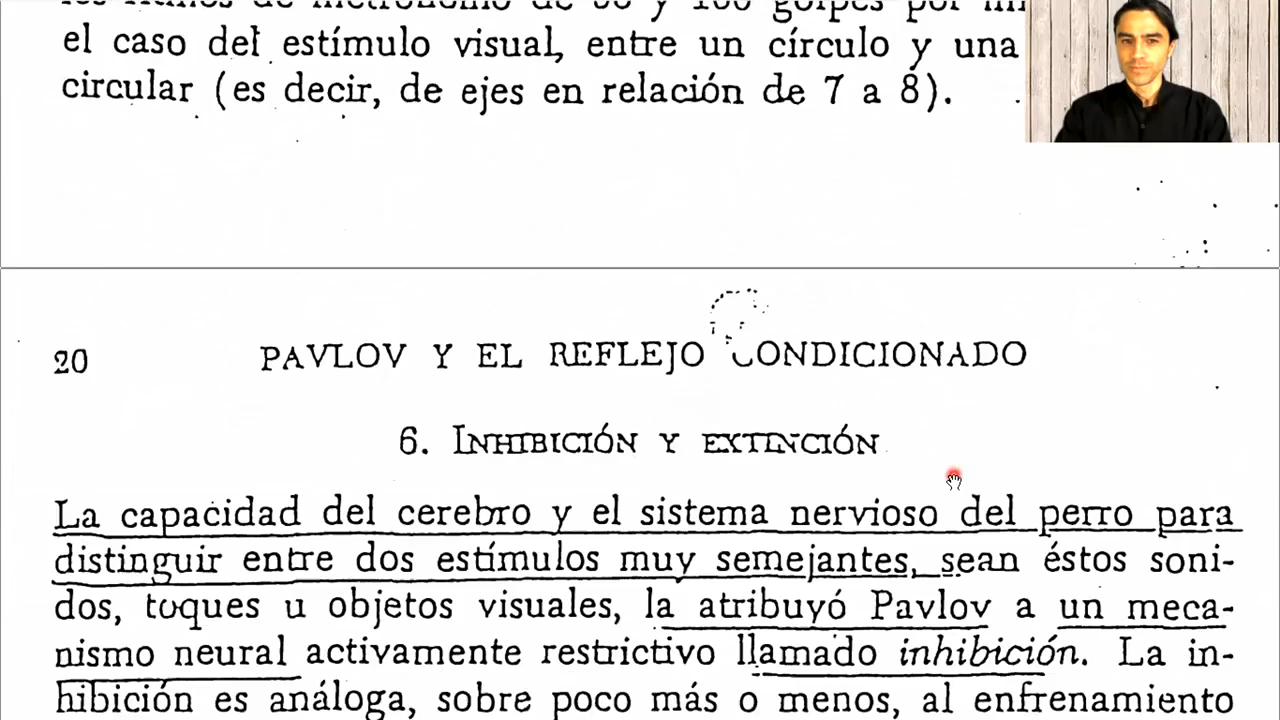 el caso del estímulo visual, entre un círculo y una
circular (es decir, de ejes en relación de 7 a 8).
20 PAVLOV Y EL REFLEJO CONDICIONADO
6. INHIBICIÓN Y EXTINCIÓN
La capacidad del cerebro y el sistema nervioso del perro para
distinguir entre dos estímulos muy semejantes, sean éstos soni-
dos, toques u objetos visuales, la atribuyó Pavlov a un meca-
nismo neural activamente restrictivo llamado inhibición. La in-
hibición es análoga, sobre poco más o menos, al enfrenamiento